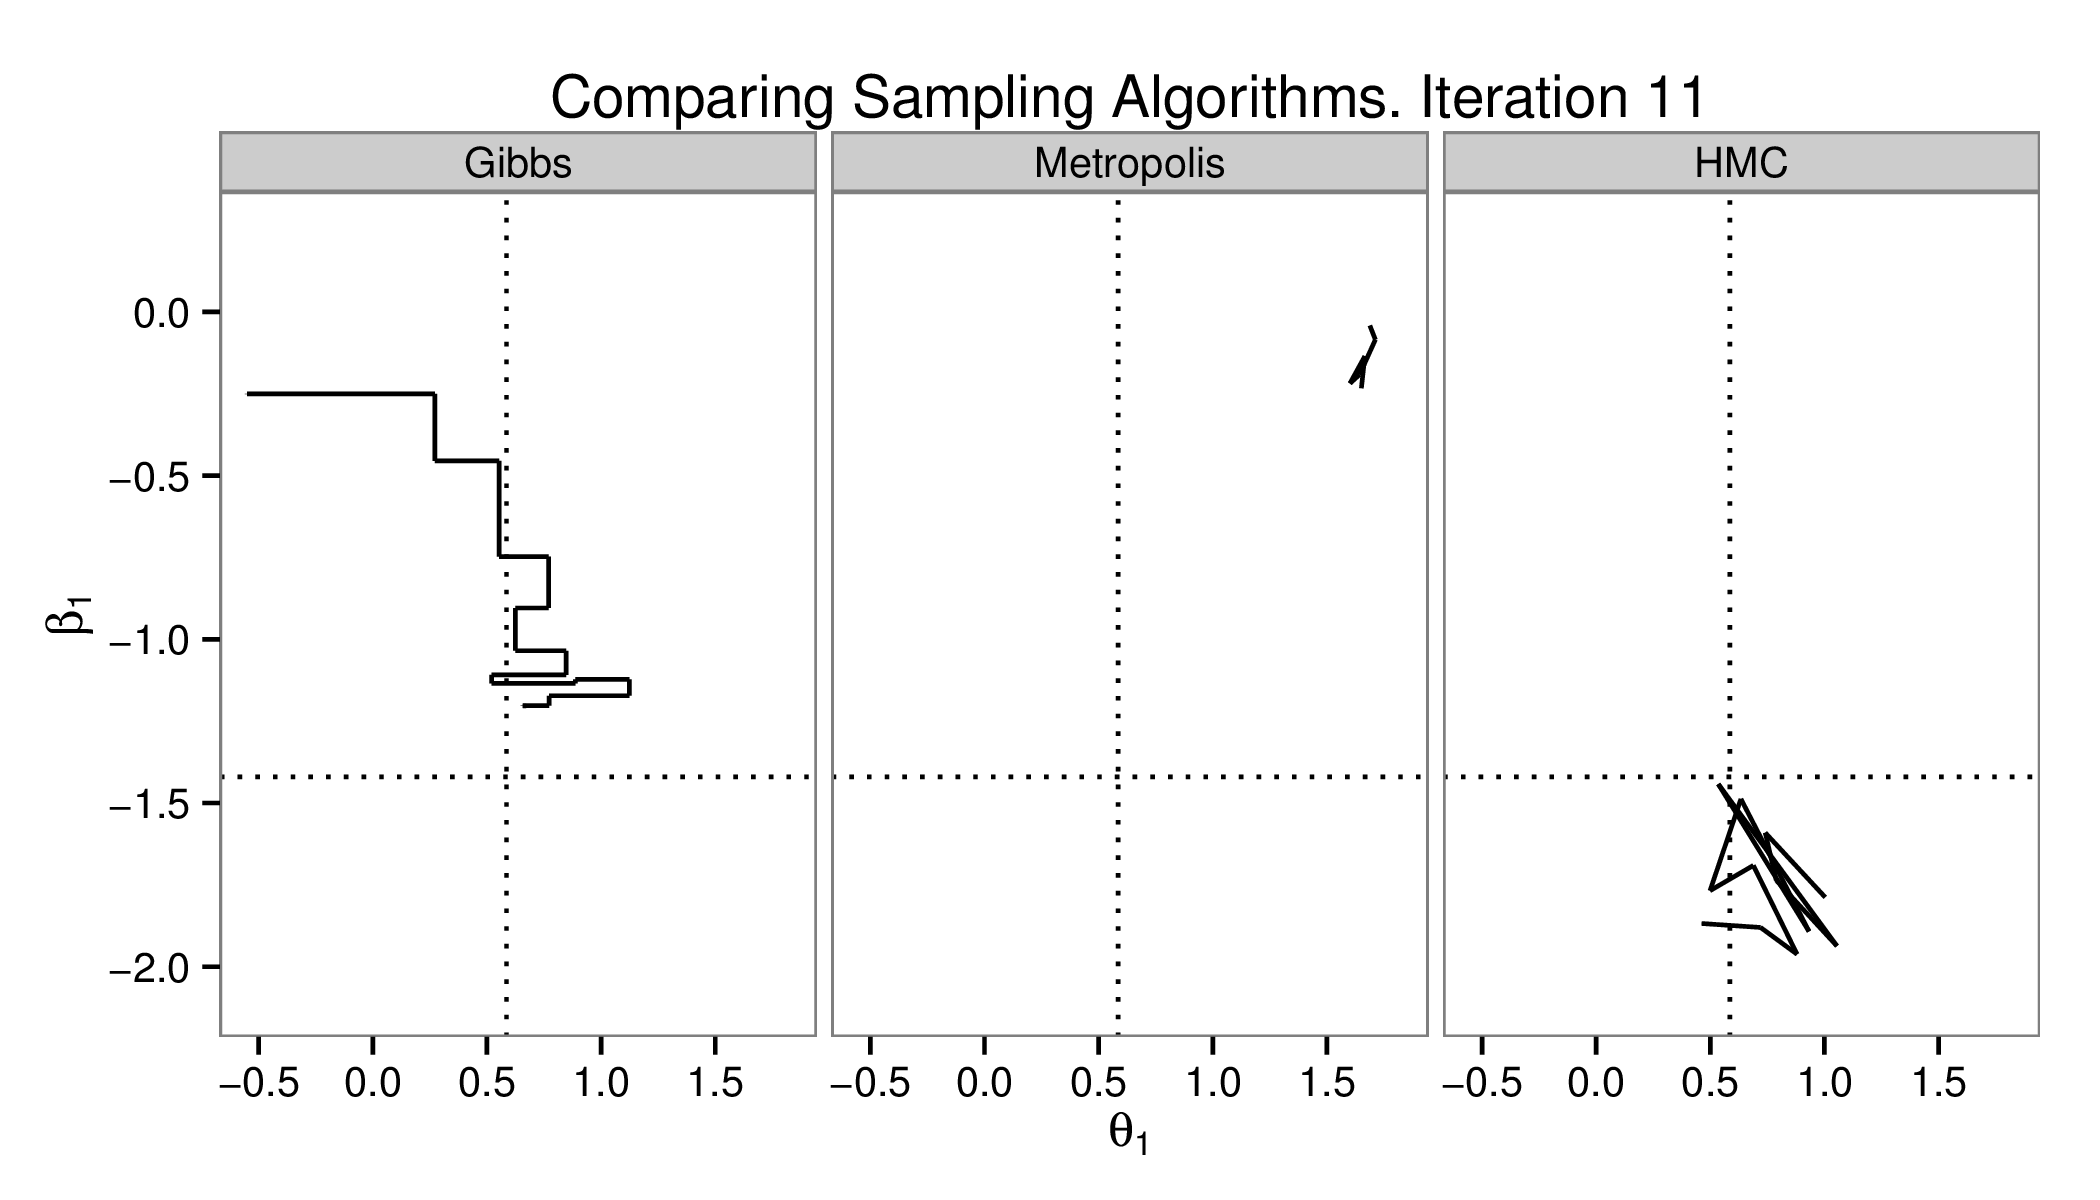 Comparing Sampling Algorithms. Iteration 11
Gibbs Metropolis HMC
0.0
−0.5
−1.0
−1.5
−2.0
β1
−0.5 0.0 0.5 1.0 1.5 −0.5 0.0 0.5 1.0 1.5 −0.5 0.0 0.5 1.0 1.5
θ1